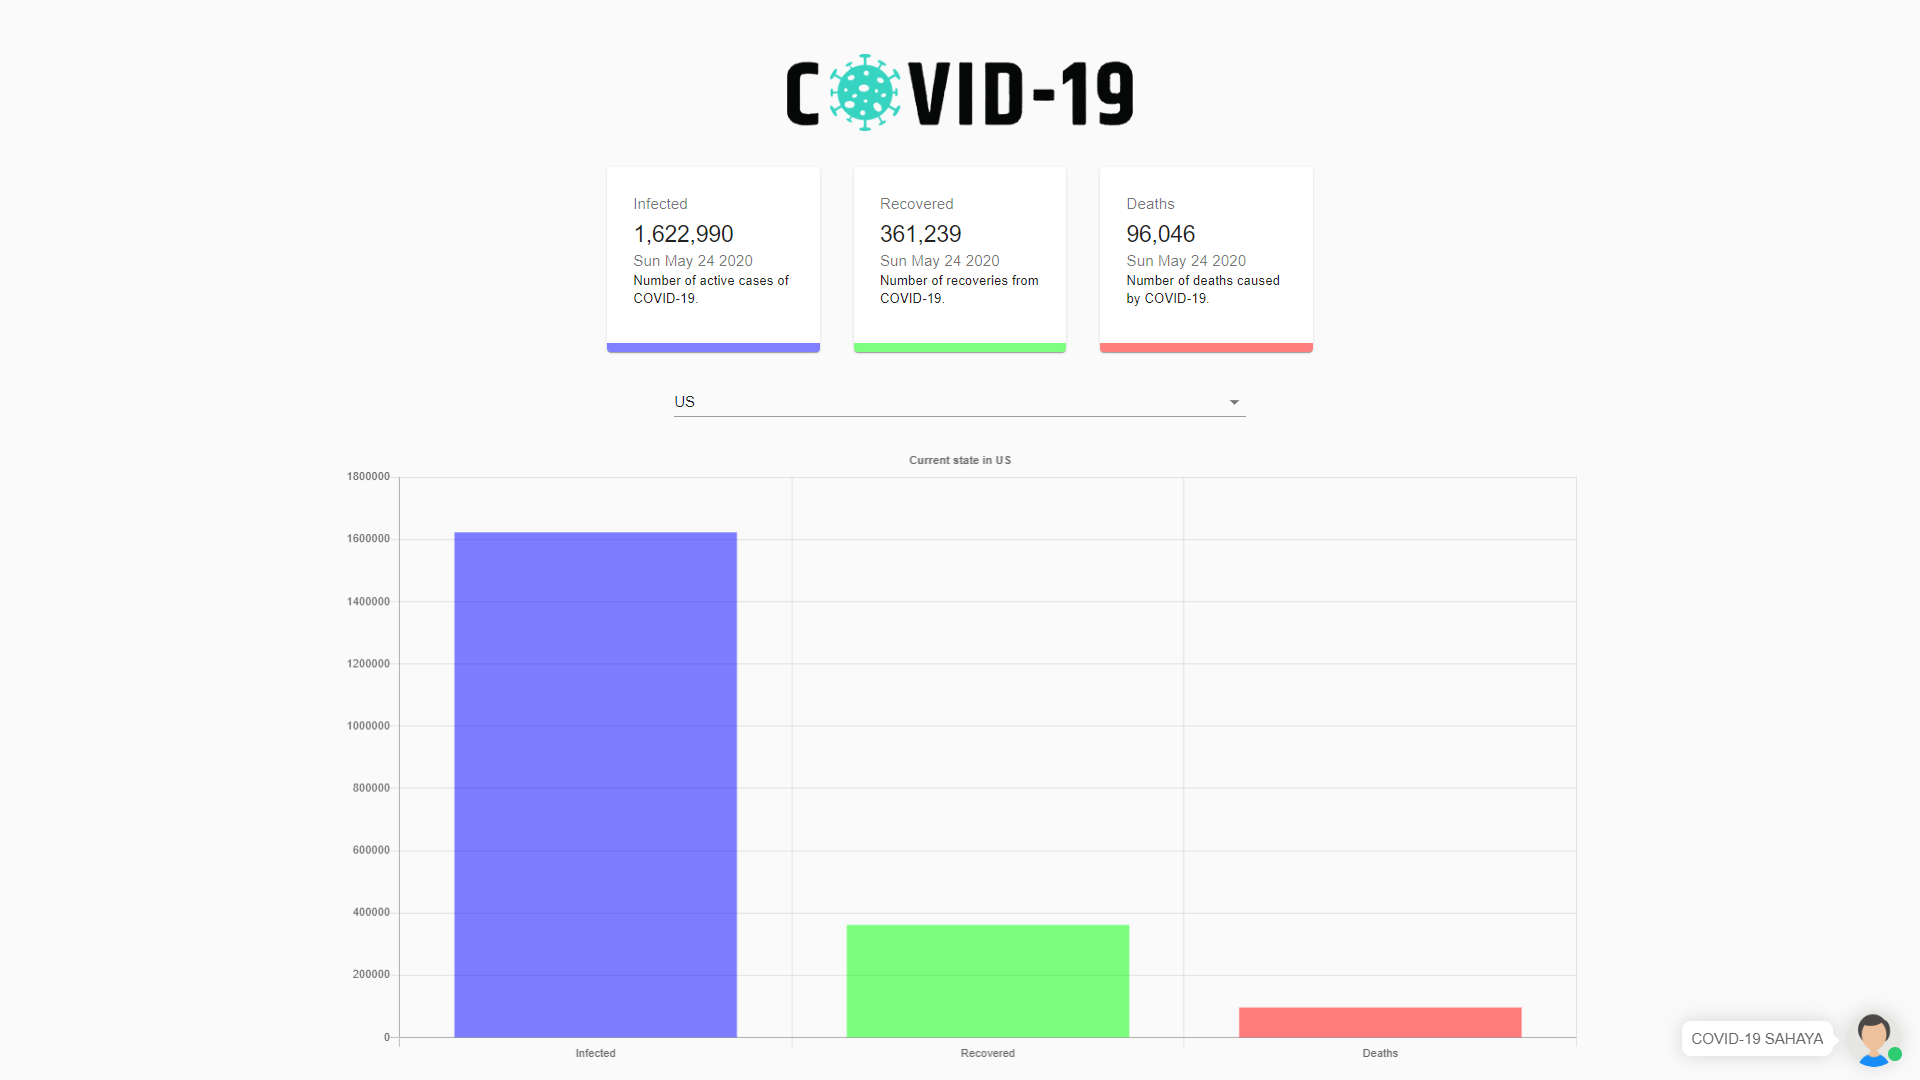 COVID-19
Infected
1,622,990
Sun May 24 2020
Number of active cases of
COVID-19.
Recovered
361,239
Sun May 24 2020
Number of recoveries from
COVID-19.
Deaths
96,046
Sun May 24 2020
Number of deaths caused
by COVID-19.
US
Current state in US
1800000
1600000
1400000
1200000
1000000
800000
600000
400000
200000
0
Infected
Recovered
Deaths
COVID-19 SAHAYA